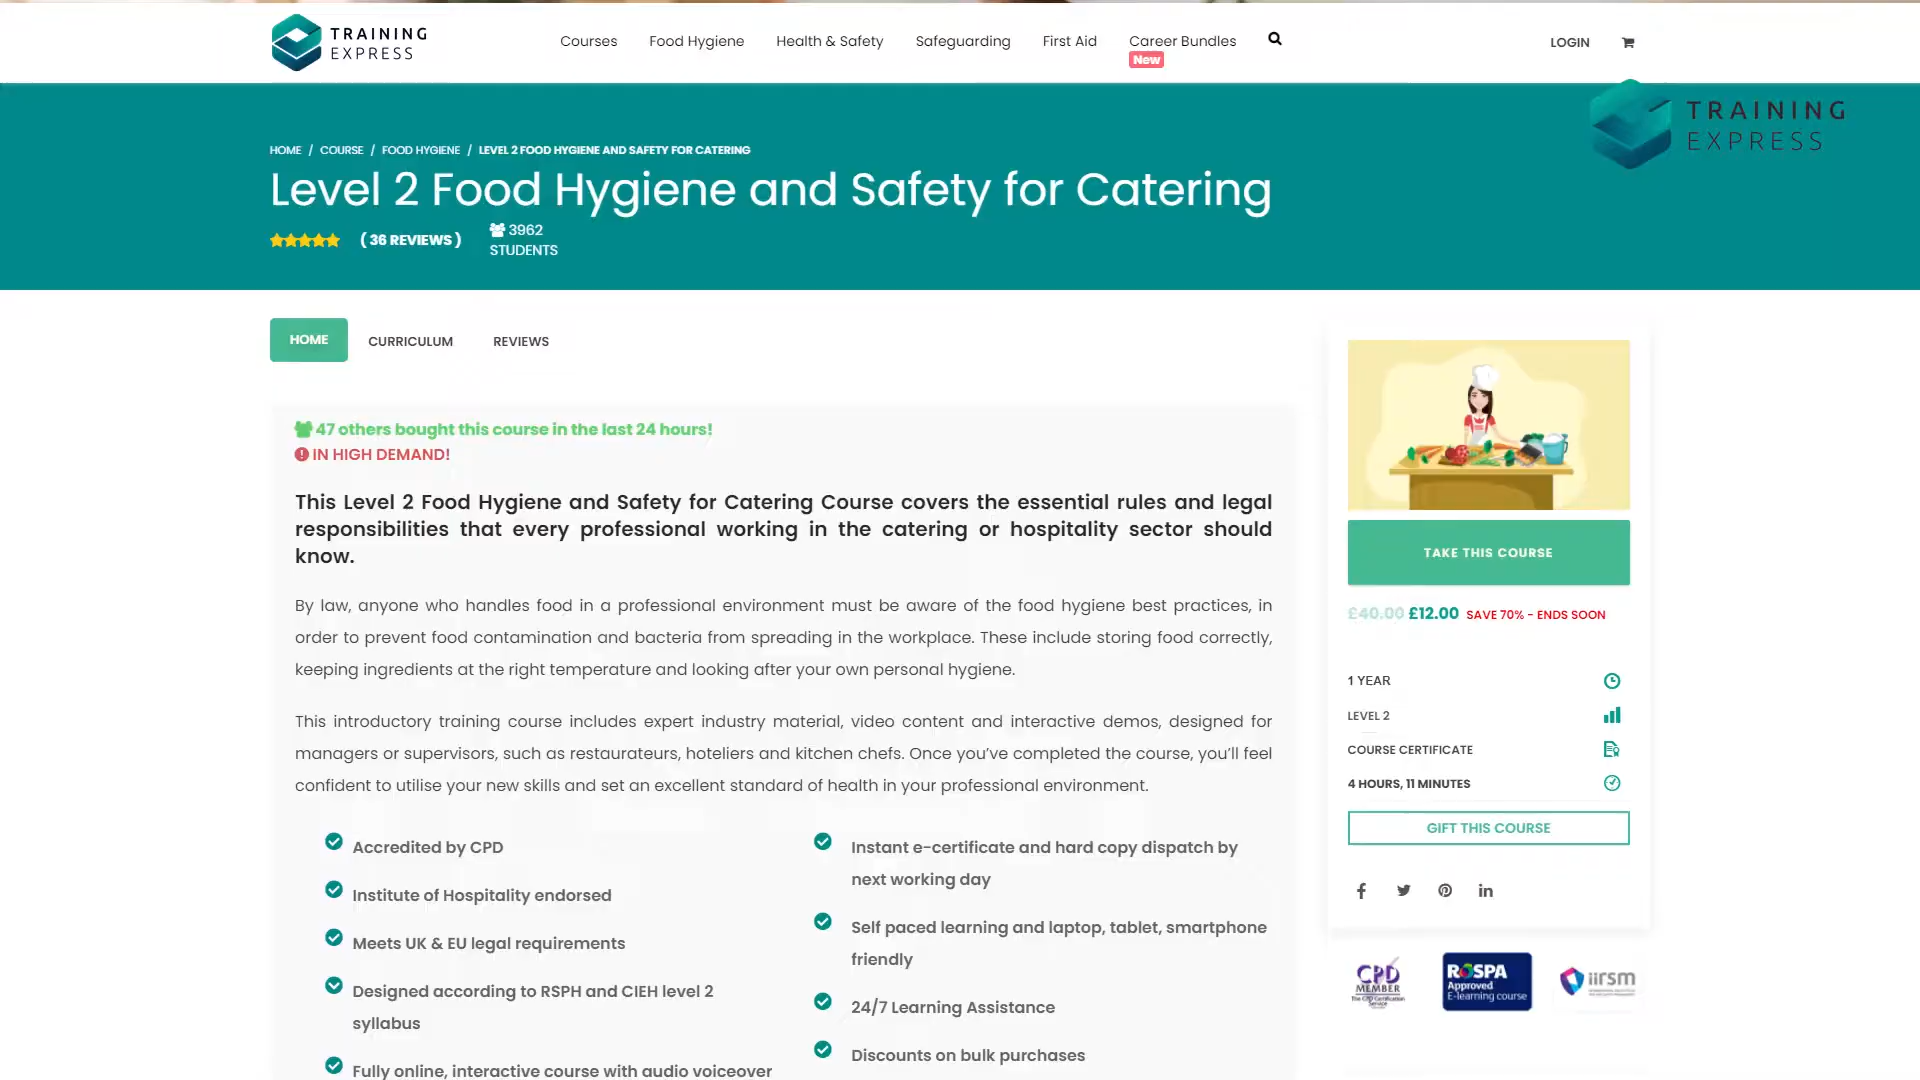 TRAINING
EXPRESS
Courses
Food Hygiene
Health & Safety
Safeguarding
First Aid
Career Bundles
New
LOGIN
TRAINING
EXPRESS
HOME / COURSE / FOOD HYGIENE / LEVEL 2 FOOD HYGIENE AND SAFETY FOR CATERING
Level 2 Food Hygiene and Safety for Catering
( 36 REVIEWS )
3962
STUDENTS
HOME
CURRICULUM
REVIEWS
47 others bought this course in the last 24 hours!
IN HIGH DEMAND!
This Level 2 Food Hygiene and Safety for Catering Course covers the essential rules and legal
responsibilities that every professional working in the catering or hospitality sector should
know.
By law, anyone who handles food in a professional environment must be aware of the food hygiene best practices, in
order to prevent food contamination and bacteria from spreading in the workplace. These include storing food correctly,
keeping ingredients at the right temperature and looking after your own personal hygiene.
This introductory training course includes expert industry material, video content and interactive demos, designed for
managers or supervisors, such as restaurateurs, hoteliers and kitchen chefs. Once you’ve completed the course, you’ll feel
confident to utilise your new skills and set an excellent standard of health in your professional environment.
Accredited by CPD
Institute of Hospitality endorsed
Meets UK & EU legal requirements
Designed according to RSPH and CIEH level 2
syllabus
Fully online, interactive course with audio voiceover
Instant e-certificate and hard copy dispatch by
next working day
Self paced learning and laptop, tablet, smartphone
friendly
24/7 Learning Assistance
Discounts on bulk purchases
TAKE THIS COURSE
£40.00 £12.00 SAVE 70% - ENDS SOON
1 YEAR
LEVEL 2
COURSE CERTIFICATE
4 HOURS, 11 MINUTES
GIFT THIS COURSE
CPD
MEMBER
The CPD Certification
Service
RoSPA
Approved
E-learning course
iirsm